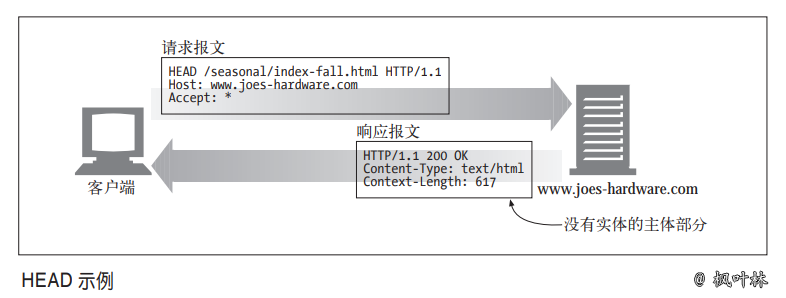 请求报文
HEAD /seasonal/index-fall.html HTTP/1.1
Host: www.joes-hardware.com
Accept: *
响应报文
HTTP/1.1 200 OK
Content-Type: text/html
Context-Length: 617
客户端
www.joes-hardware.com
没有实体的主体部分
HEAD 示例
@ 枫叶林